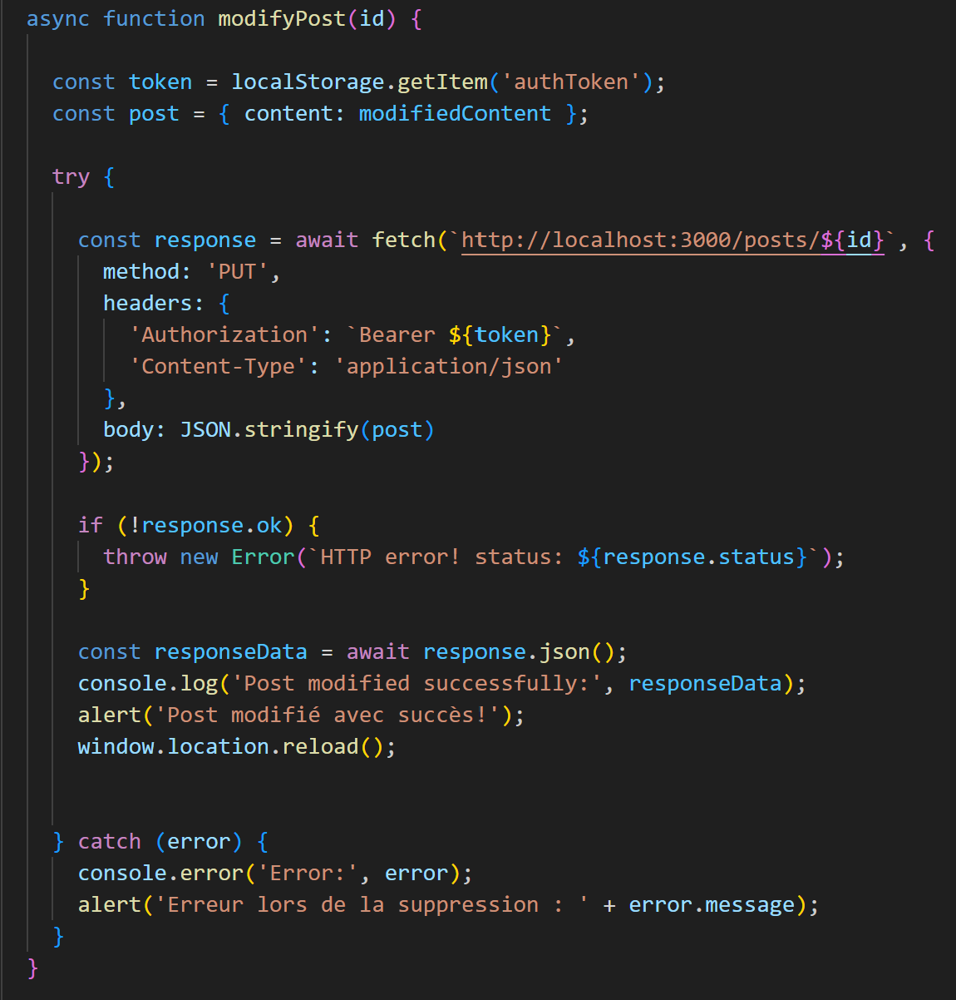 async function modifyPost(id) {
const token = localStorage.getItem('authToken');
const post = { content: modifiedContent };
try {
const response = await fetch(`http://localhost:3000/posts/${id}`, {
method: 'PUT',
headers: {
'Authorization': `Bearer ${token}`,
'Content-Type': 'application/json'
},
body: JSON.stringify(post)
});
if (!response.ok) {
throw new Error(`HTTP error! status: ${response.status}`);
}
const responseData = await response.json();
console.log('Post modified successfully:', responseData);
alert('Post modifié avec succès!');
window.location.reload();
} catch (error) {
console.error('Error:', error);
alert('Erreur lors de la suppression : ' + error.message);
}
}